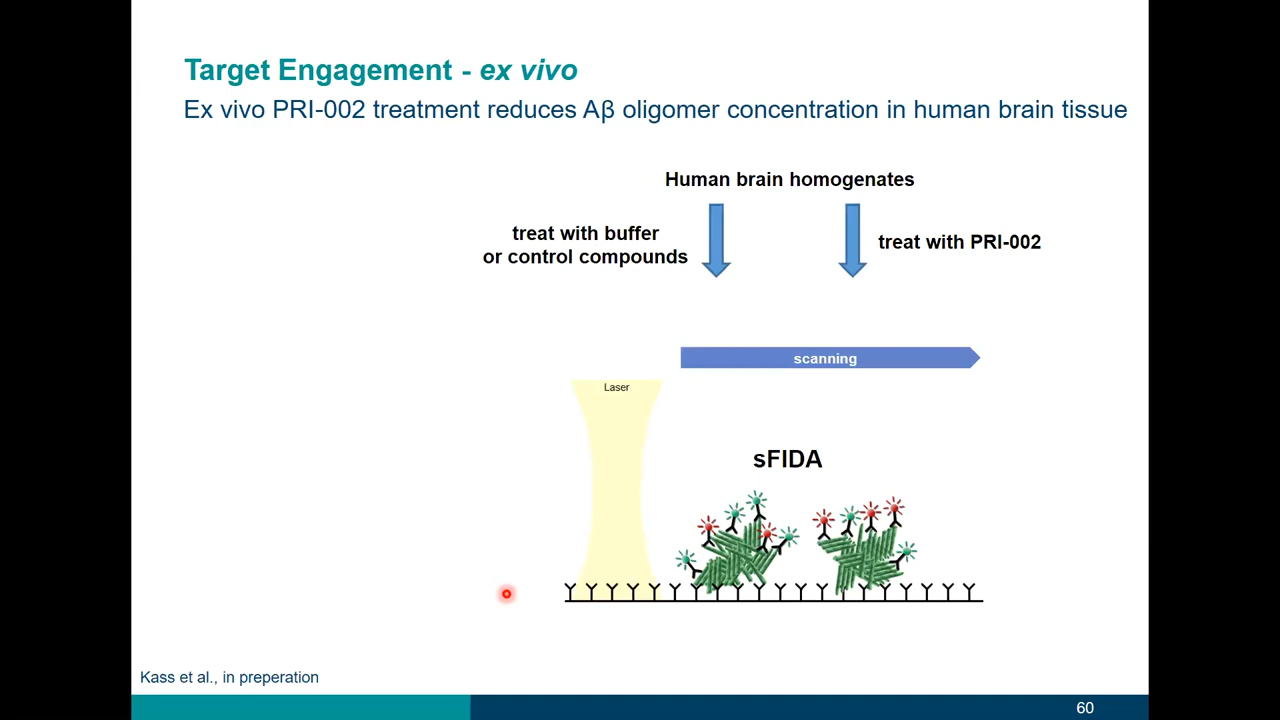 Target Engagement - ex vivo
Ex vivo PRI-002 treatment reduces Aβ oligomer concentration in human brain tissue
Human brain homogenates
treat with buffer
or control compounds
treat with PRI-002
scanning
Laser
sFIDA
Kass et al., in preperation
60